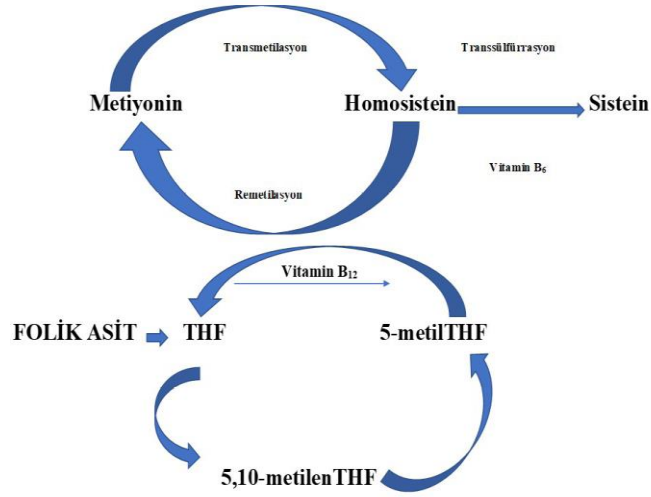 Transmetilasyon
Transsülfürrasyon
Metiyonin
Homosistein
Sistein
Vitamin B₆
Remetilasyon
Vitamin B₁₂
FOLİK ASİT
THF
5-metilTHF
5,10-metilenTHF